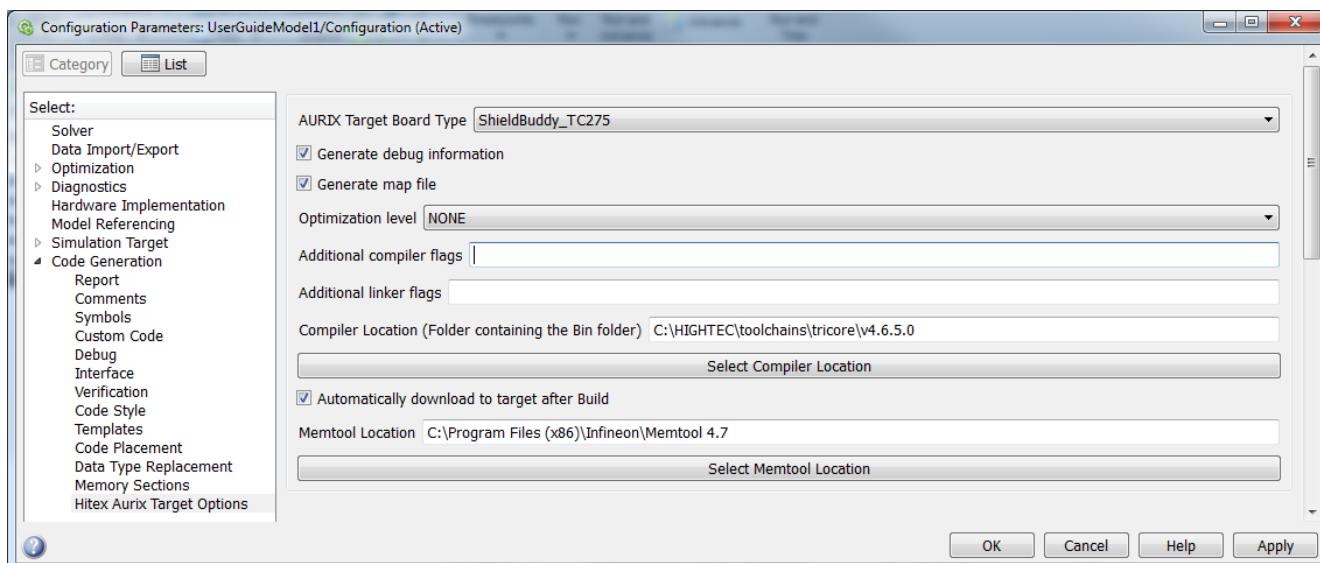 Configuration Parameters: UserGuideModel1/Configuration (Active)
Category
List
Select:
Solver
Data Import/Export
Optimization
Diagnostics
Hardware Implementation
Model Referencing
Simulation Target
Code Generation
Report
Comments
Symbols
Custom Code
Debug
Interface
Verification
Code Style
Templates
Code Placement
Data Type Replacement
Memory Sections
Hitex Aurix Target Options
AURIX Target Board Type ShieldBuddy_TC275
Generate debug information
Generate map file
Optimization level NONE
Additional compiler flags
Additional linker flags
Compiler Location (Folder containing the Bin folder) C:\HIGHTEC\toolchains\tricore\v4.6.5.0
Select Compiler Location
Automatically download to target after Build
Memtool Location C:\Program Files (x86)\Infineon\Memtool 4.7
Select Memtool Location
OK Cancel Help Apply